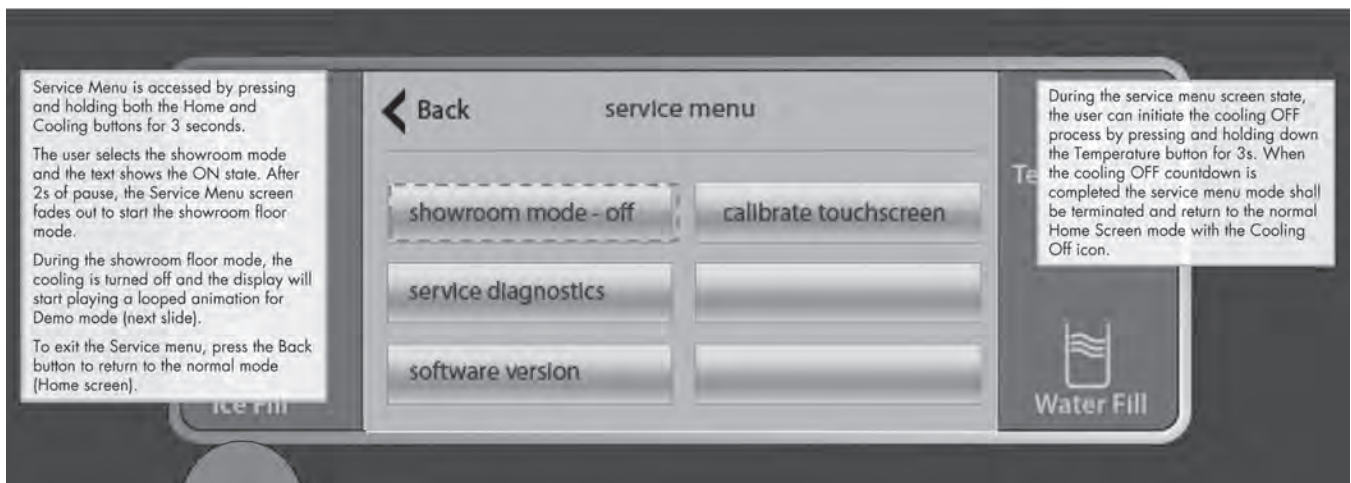 Service Menu is accessed by pressing
and holding both the Home and
Cooling buttons for 3 seconds.
The user selects the showroom mode
and the text shows the ON state. After
2s of pause, the Service Menu screen
fades out to start the showroom floor
mode.
During the showroom floor mode, the
cooling is turned off and the display will
start playing a looped animation for
Demo mode (next slide).
To exit the Service menu, press the Back
button to return to the normal mode
(Home screen).
Ice Fill
Back
service menu
showroom mode - off
calibrate touchscreen
service diagnostics
software version
During the service menu screen state,
the user can initiate the cooling OFF
process by pressing and holding down
the Temperature button for 3s. When
the cooling OFF countdown is
completed the service menu mode shall
be terminated and return to the normal
Home Screen mode with the Cooling
Off icon.
Water Fill